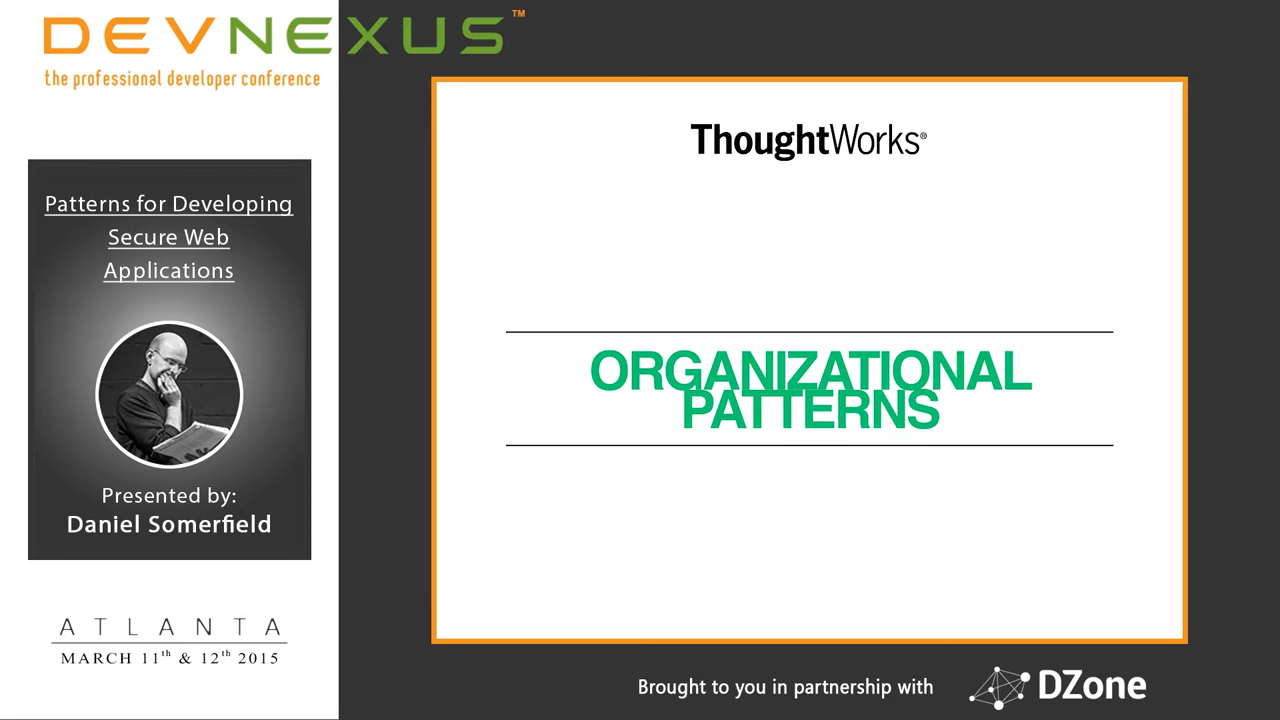 DEVNEXUS™
the professional developer conference
Patterns for Developing
Secure Web
Applications
Presented by:
Daniel Somerfield
ATLANTA
MARCH 11th & 12th 2015
ThoughtWorks®
ORGANIZATIONAL
PATTERNS
Brought to you in partnership with
DZone